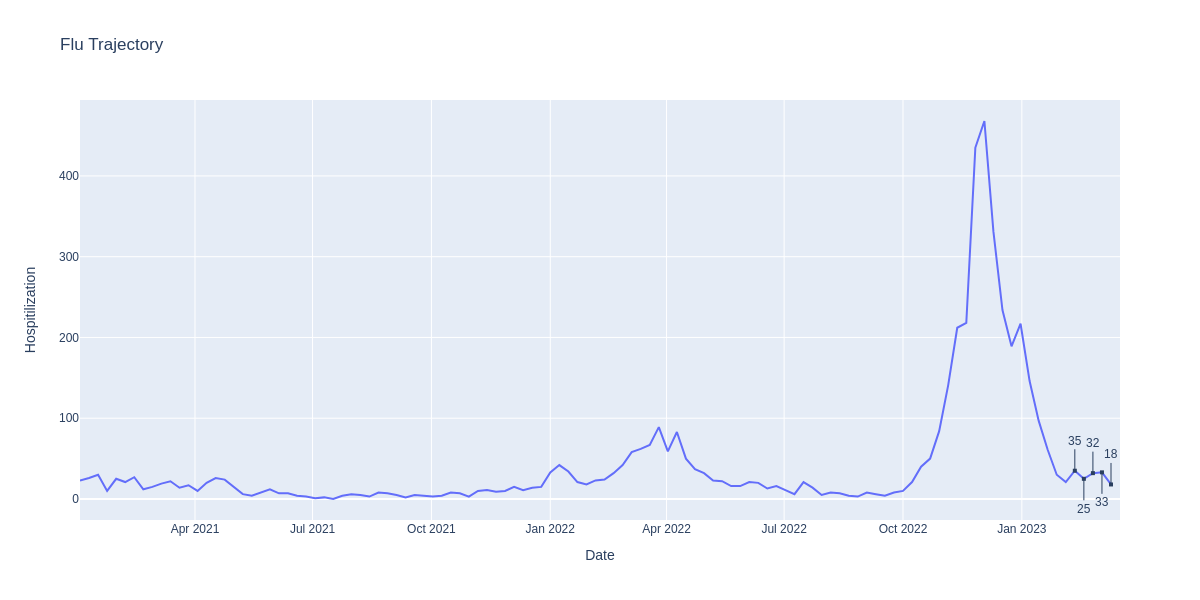 Flu Trajectory
Hospitilization
400
300
200
100
0
35
32
18
25
33
Apr 2021
Jul 2021
Oct 2021
Jan 2022
Apr 2022
Jul 2022
Oct 2022
Jan 2023
Date